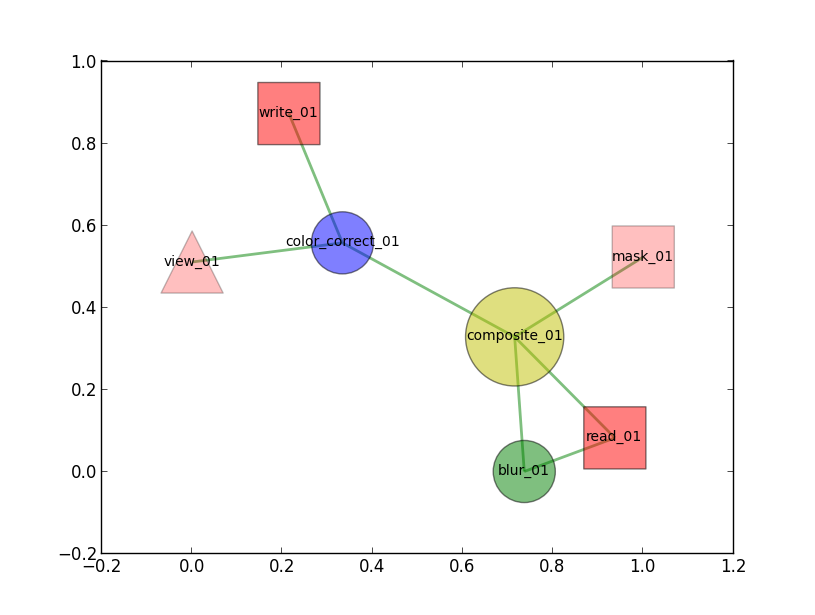 1.0
write_01
0.8
0.6
color_correct_01
view_01
mask_01
0.4
composite_01
0.2
read_01
blur_01
0.0
−0.2
−0.2 0.0 0.2 0.4 0.6 0.8 1.0 1.2